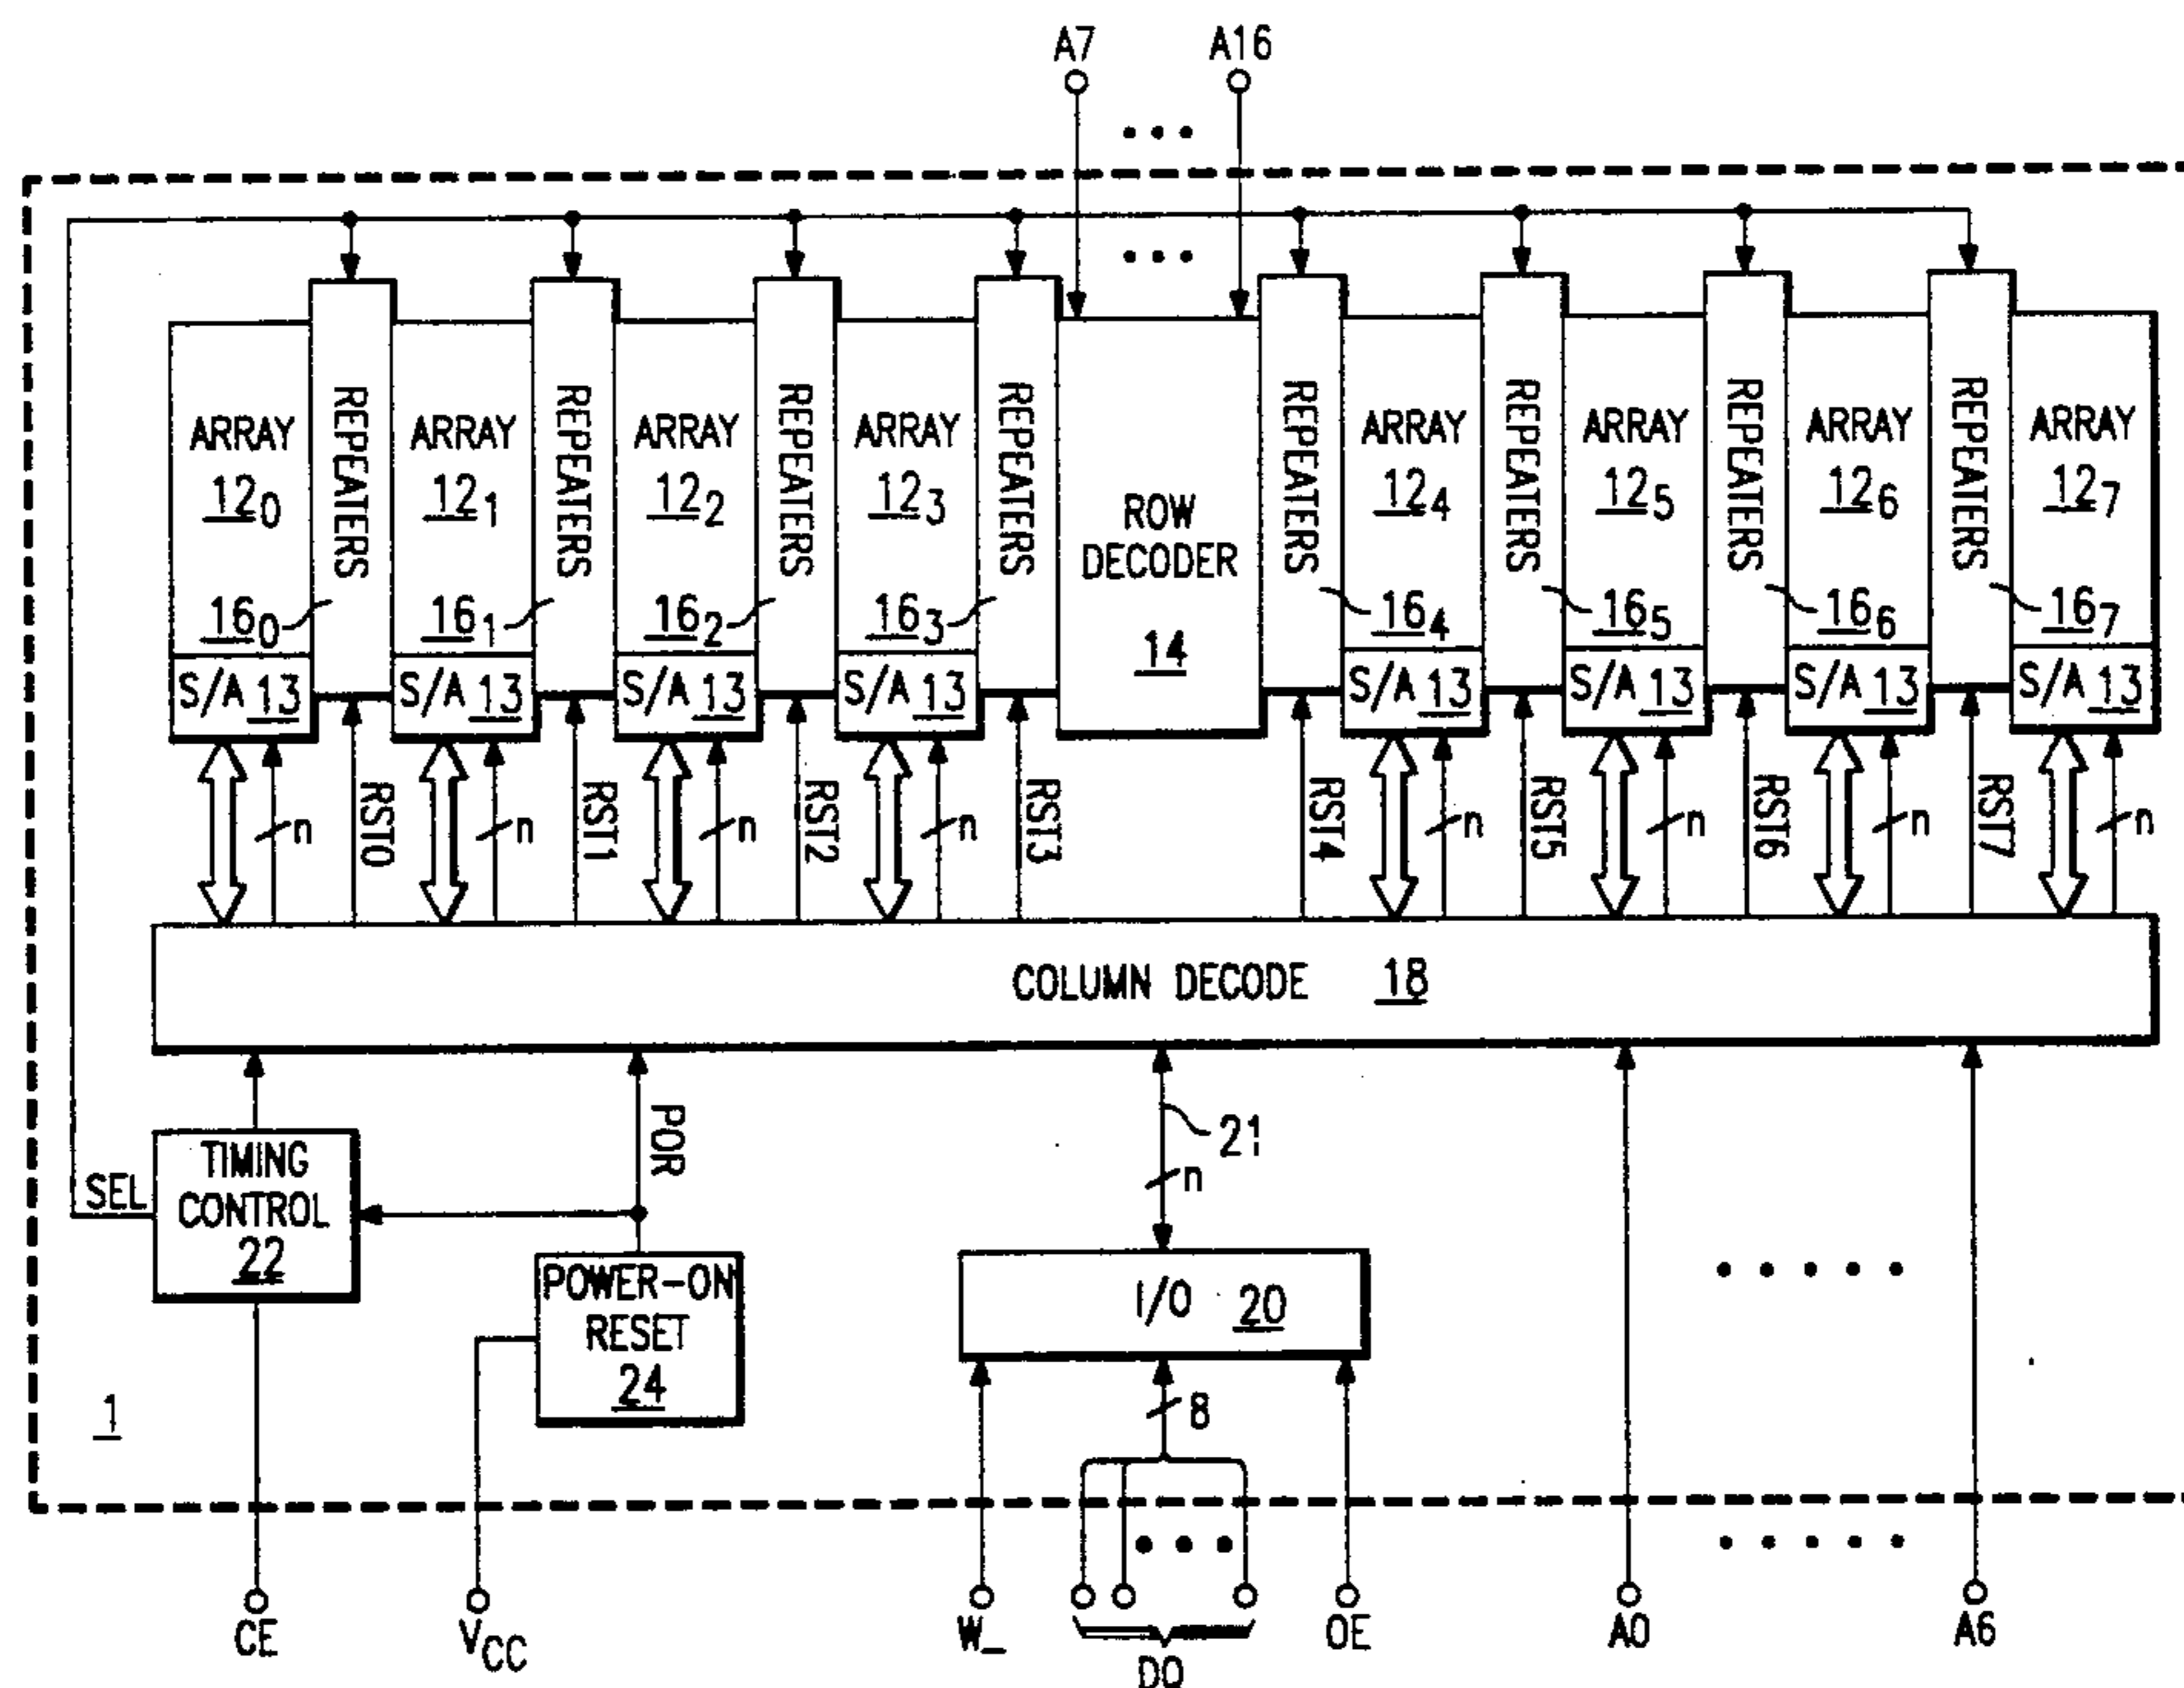 A7 A16
REPEATERS REPEATERS REPEATERS REPEATERS REPEATERS REPEATERS REPEATERS REPEATERS
ARRAY ARRAY ARRAY ARRAY ARRAY ARRAY ARRAY ARRAY
12₀ 12₁ 12₂ 12₃ 12₄ 12₅ 12₆ 12₇
ROW
DECODER
14
16₀ 16₁ 16₂ 16₃ 16₄ 16₅ 16₆ 16₇
S/A 13 S/A 13 S/A 13 S/A 13 S/A 13 S/A 13 S/A 13 S/A 13
n RST0 n RST1 n RST2 n RST3 RST4 n RST5 n RST6 n RST7 n
COLUMN DECODE 18
SEL
TIMING
CONTROL
22
POR
21
n
POWER-ON
RESET
24
I/O 20
8
1
CE VCC W_ DQ OE A0 A6